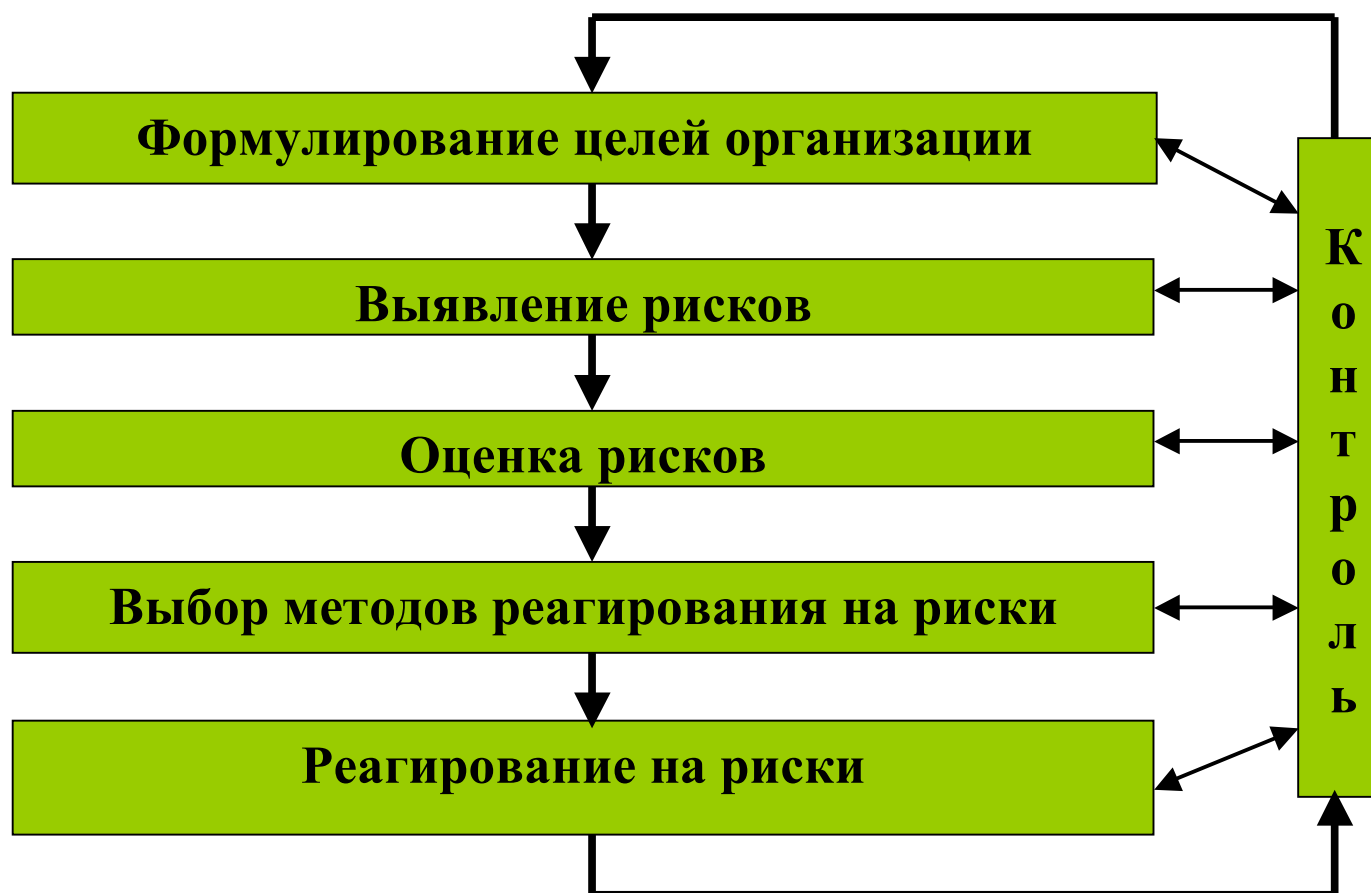 Формулирование целей организации
Выявление рисков
Оценка рисков
Выбор методов реагирования на риски
Реагирование на риски
Контроль